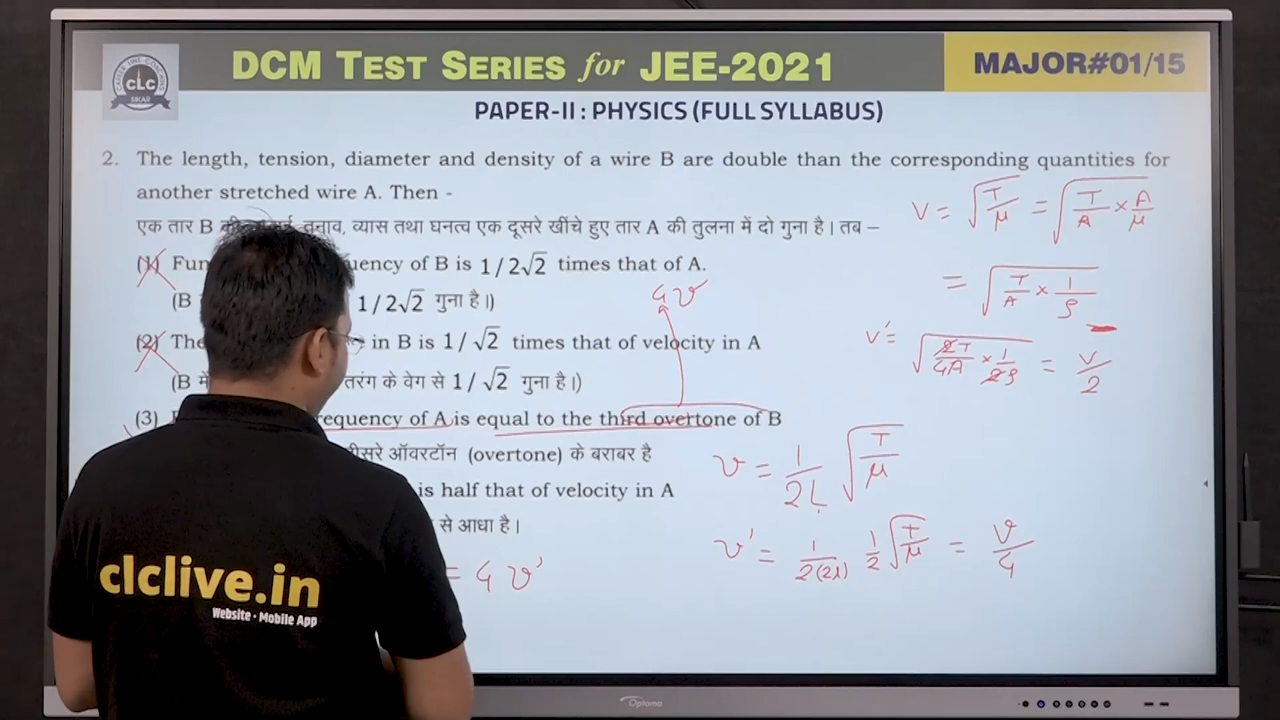 DCM TEST SERIES for JEE-2021
MAJOR#01/15
CLC
SIKAR
PAPER-II : PHYSICS (FULL SYLLABUS)
2. The length, tension, diameter and density of a wire B are double than the corresponding quantities for
another stretched wire A. Then -
एक तार B तनाव, व्यास तथा घनत्व एक दूसरे खींचे हुए तार A की तुलना में दो गुना है। तब –
(1) Fun uency of B is 1/2√2 times that of A.
(B 1/2√2 गुना है।)
(2) The in B is 1/√2 times that of velocity in A
(B में तरंग के वेग से 1/√2 गुना है।)
(3) requency of A is equal to the third overtone of B
ीसरे ऑवरटॉन (overtone) के बराबर है
is half that of velocity in A
से आधा है।
V = √(T/μ) = √(T/A × A/μ)
= √(T/A × 1/ρ)
V' = √(2T/4A × 1/2ρ) = V/2
4ν
ν = 1/2L √(T/μ)
ν' = 1/2(2L) 1/2 √(T/μ) = ν/4
= 4ν'
clclive.in
Website • Mobile App
Optoma